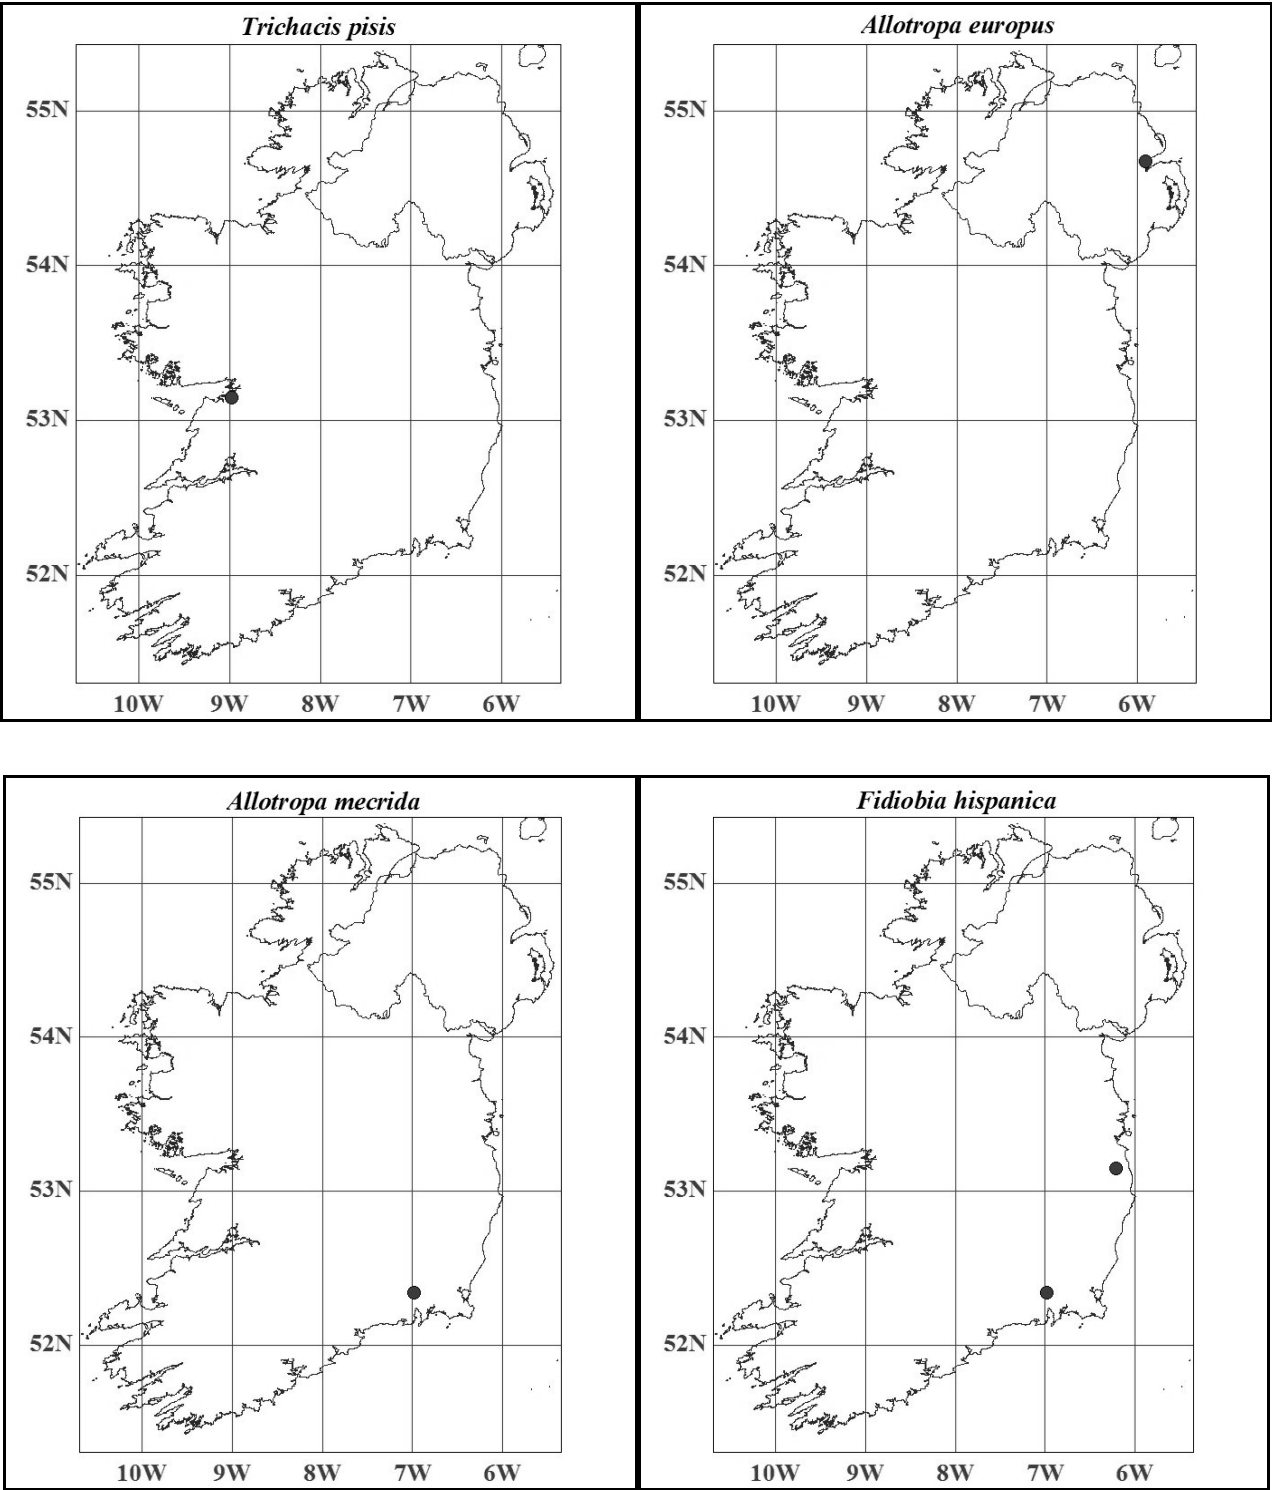 Trichacis pisis
55N
54N
53N
52N
10W 9W 8W 7W 6W
Allotropa europus
55N
54N
53N
52N
10W 9W 8W 7W 6W
Allotropa mecrida
55N
54N
53N
52N
10W 9W 8W 7W 6W
Fidiobia hispanica
55N
54N
53N
52N
10W 9W 8W 7W 6W